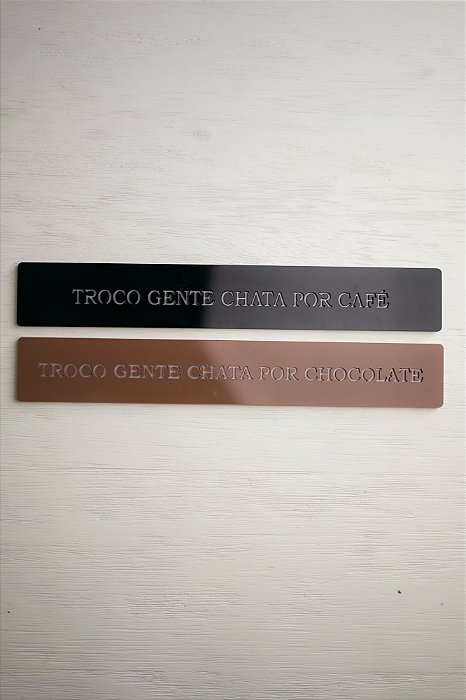 TROCO GENTE CHATA POR CAFÉ
TROCO GENTE CHATA POR CHOCOLATE